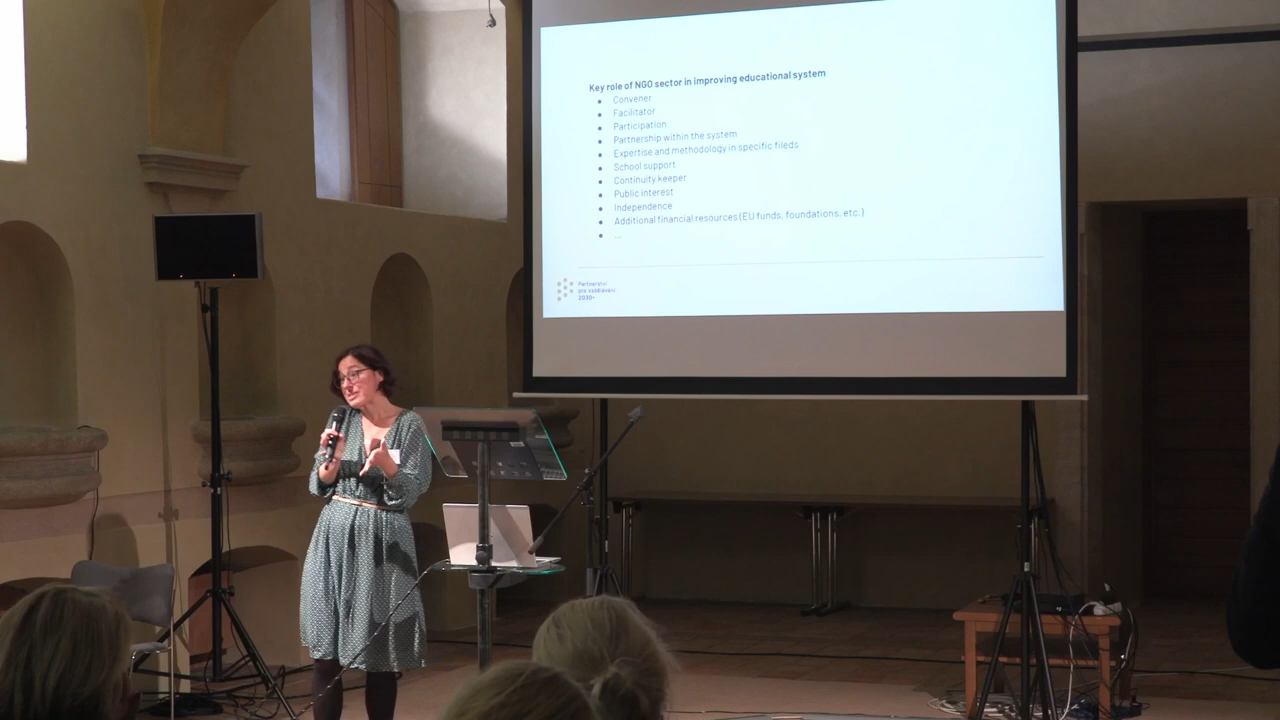 Key role of NGO sector in improving educational system
Convener
Facilitator
Participation
Partnership within the system
Expertise and methodology in specific fileds
School support
Continuity keeper
Public interest
Independence
Additional financial resources (EU funds, foundations, etc.)
...
Partnerství
pro vzdělávání
2030+